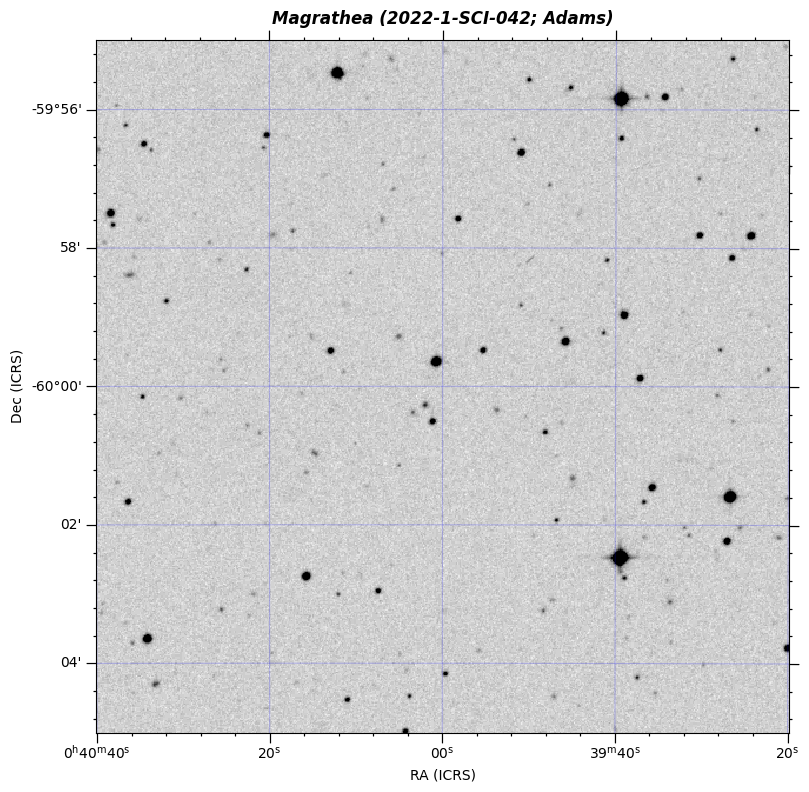 Magrathea (2022-1-SCI-042; Adams)
-59°56'
58'
-60°00'
02'
04'
0ʰ40ᵐ40ˢ 20ˢ 00ˢ 39ᵐ40ˢ 20ˢ
Dec (ICRS)
RA (ICRS)